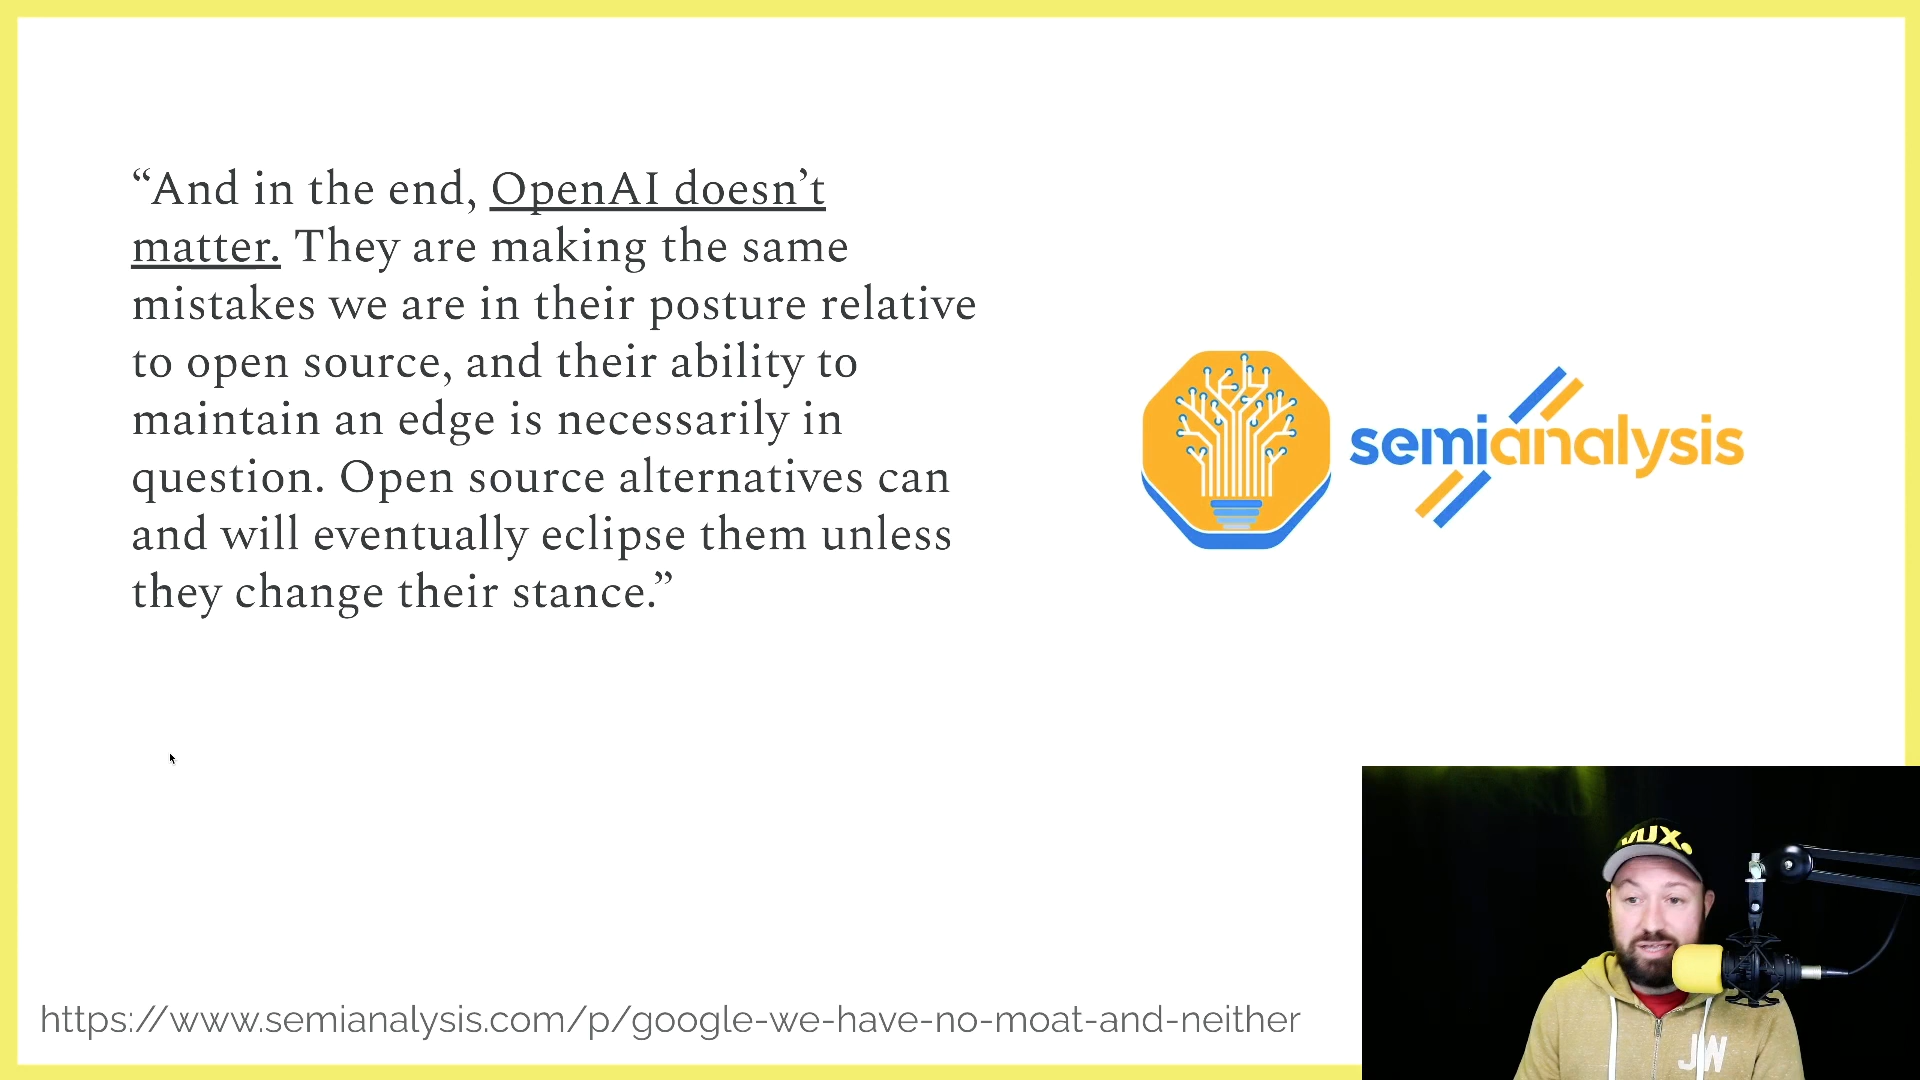 “And in the end, OpenAI doesn’t
matter. They are making the same
mistakes we are in their posture relative
to open source, and their ability to
maintain an edge is necessarily in
question. Open source alternatives can
and will eventually eclipse them unless
they change their stance.”
semianalysis
VUX.
JW
https://www.semianalysis.com/p/google-we-have-no-moat-and-neither